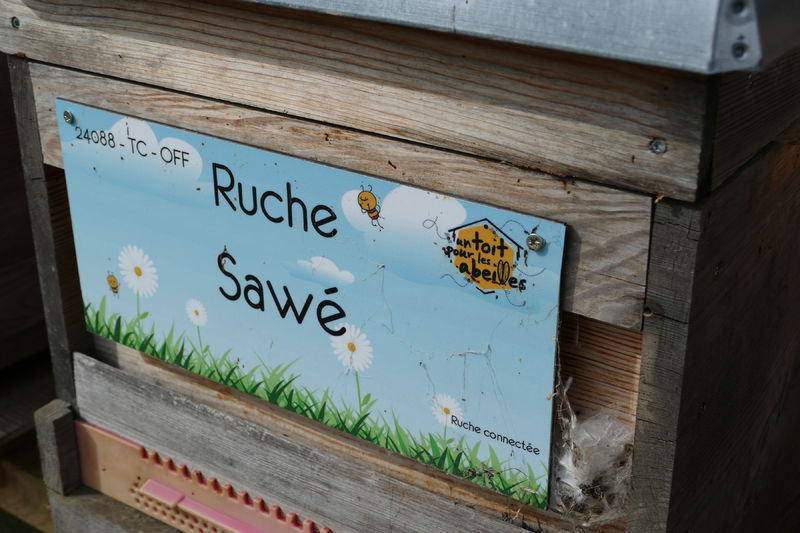 24088 - TC - OFF
Ruche
Sawé
un toit
pour les
abeilles
Ruche connectée